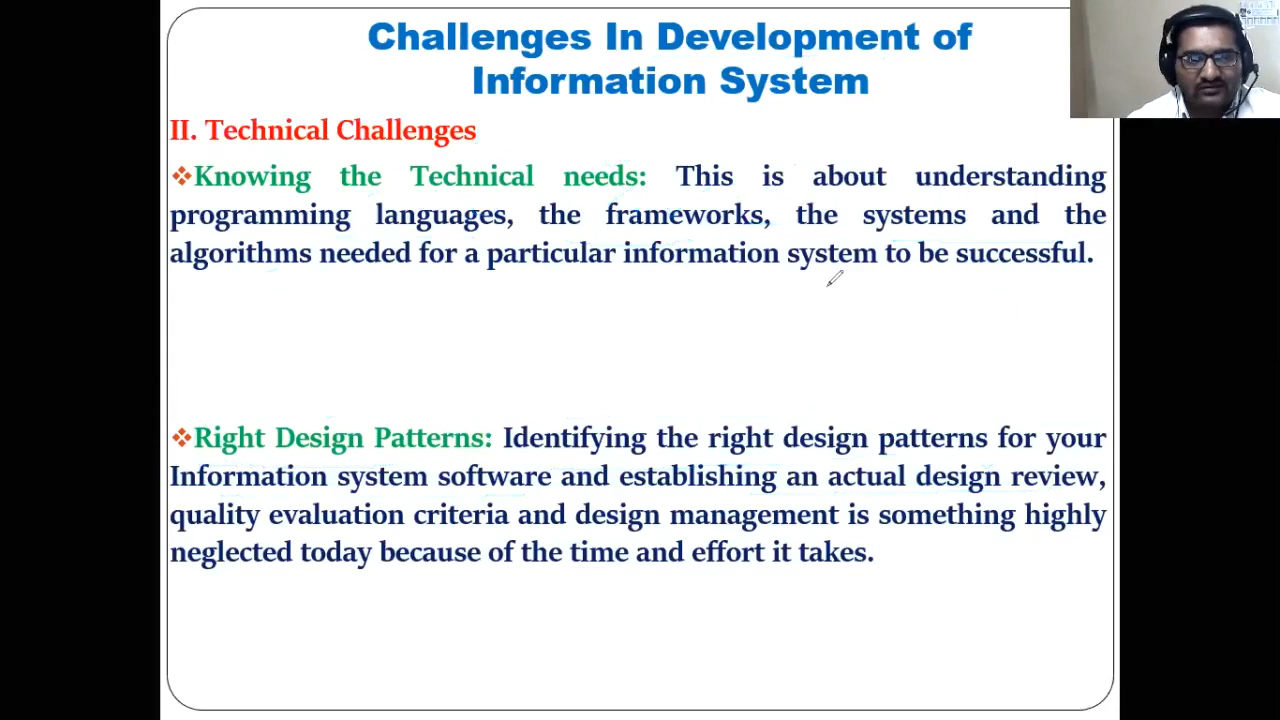 Challenges In Development of
Information System
II. Technical Challenges
❖Knowing the Technical needs: This is about understanding
programming languages, the frameworks, the systems and the
algorithms needed for a particular information system to be successful.
❖Right Design Patterns: Identifying the right design patterns for your
Information system software and establishing an actual design review,
quality evaluation criteria and design management is something highly
neglected today because of the time and effort it takes.